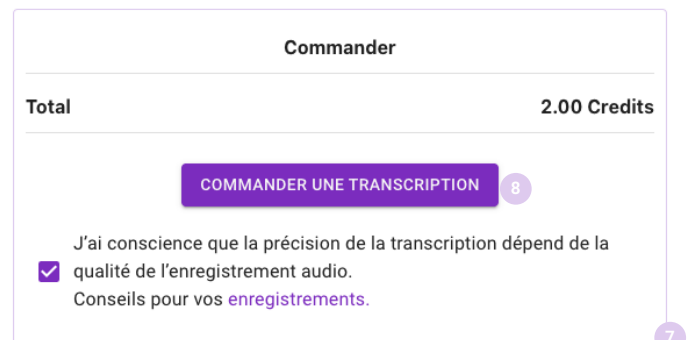 Commander
Total 2.00 Credits
COMMANDER UNE TRANSCRIPTION 8
J’ai conscience que la précision de la transcription dépend de la
qualité de l’enregistrement audio.
Conseils pour vos enregistrements.
7